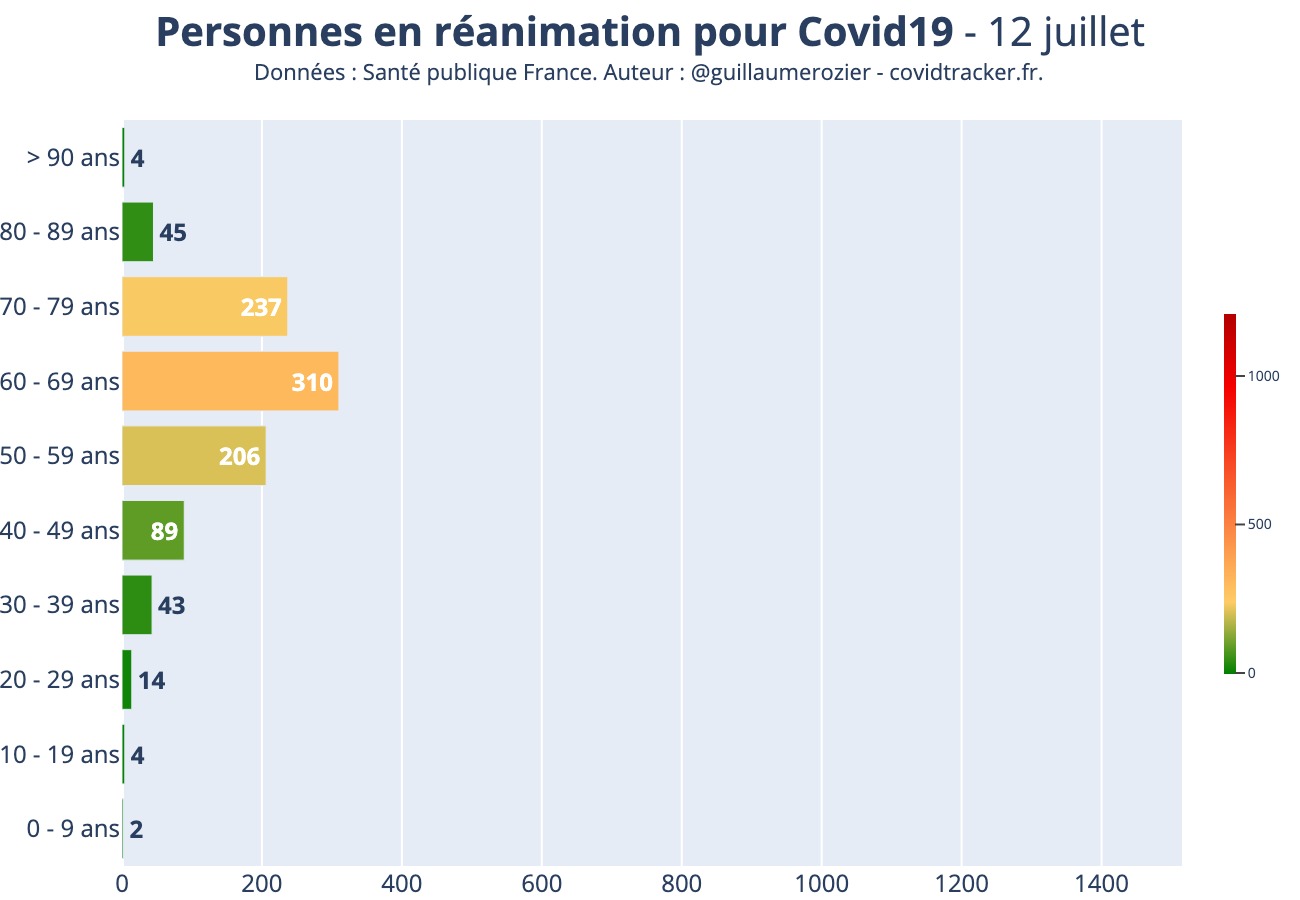 Personnes en réanimation pour Covid19 - 12 juillet
Données : Santé publique France. Auteur : @guillaumerozier - covidtracker.fr.
> 90 ans 4
80 - 89 ans 45
70 - 79 ans 237
60 - 69 ans 310
50 - 59 ans 206
40 - 49 ans 89
30 - 39 ans 43
20 - 29 ans 14
10 - 19 ans 4
0 - 9 ans 2
0 200 400 600 800 1000 1200 1400
1000
500
0